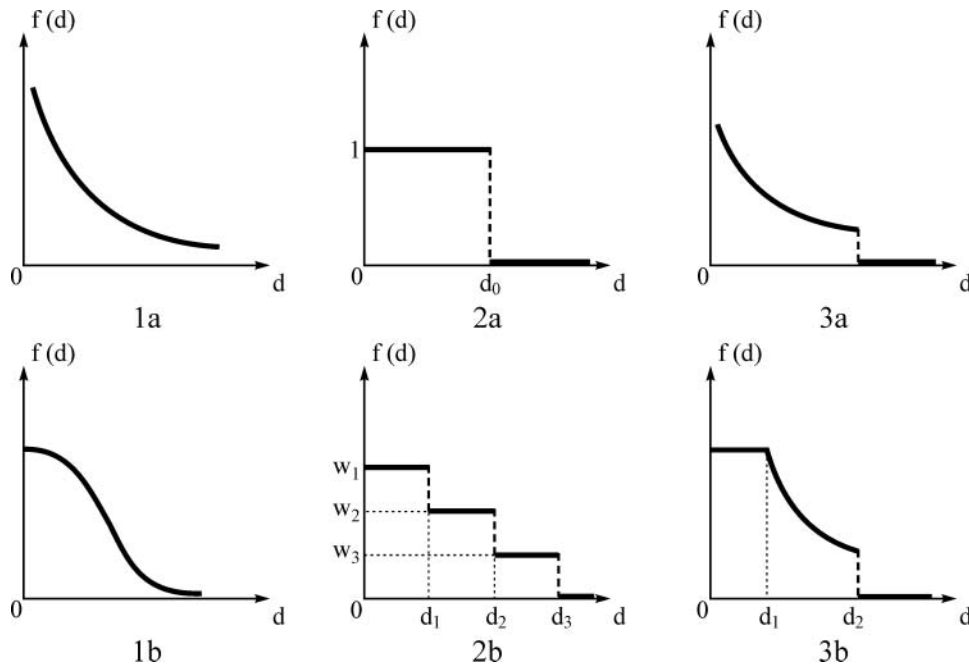 f (d)
0
d
1a
f (d)
1
0
d₀
d
2a
f (d)
0
d
3a
f (d)
0
d
1b
f (d)
w₁
w₂
w₃
0
d₁
d₂
d₃
d
2b
f (d)
0
d₁
d₂
d
3b